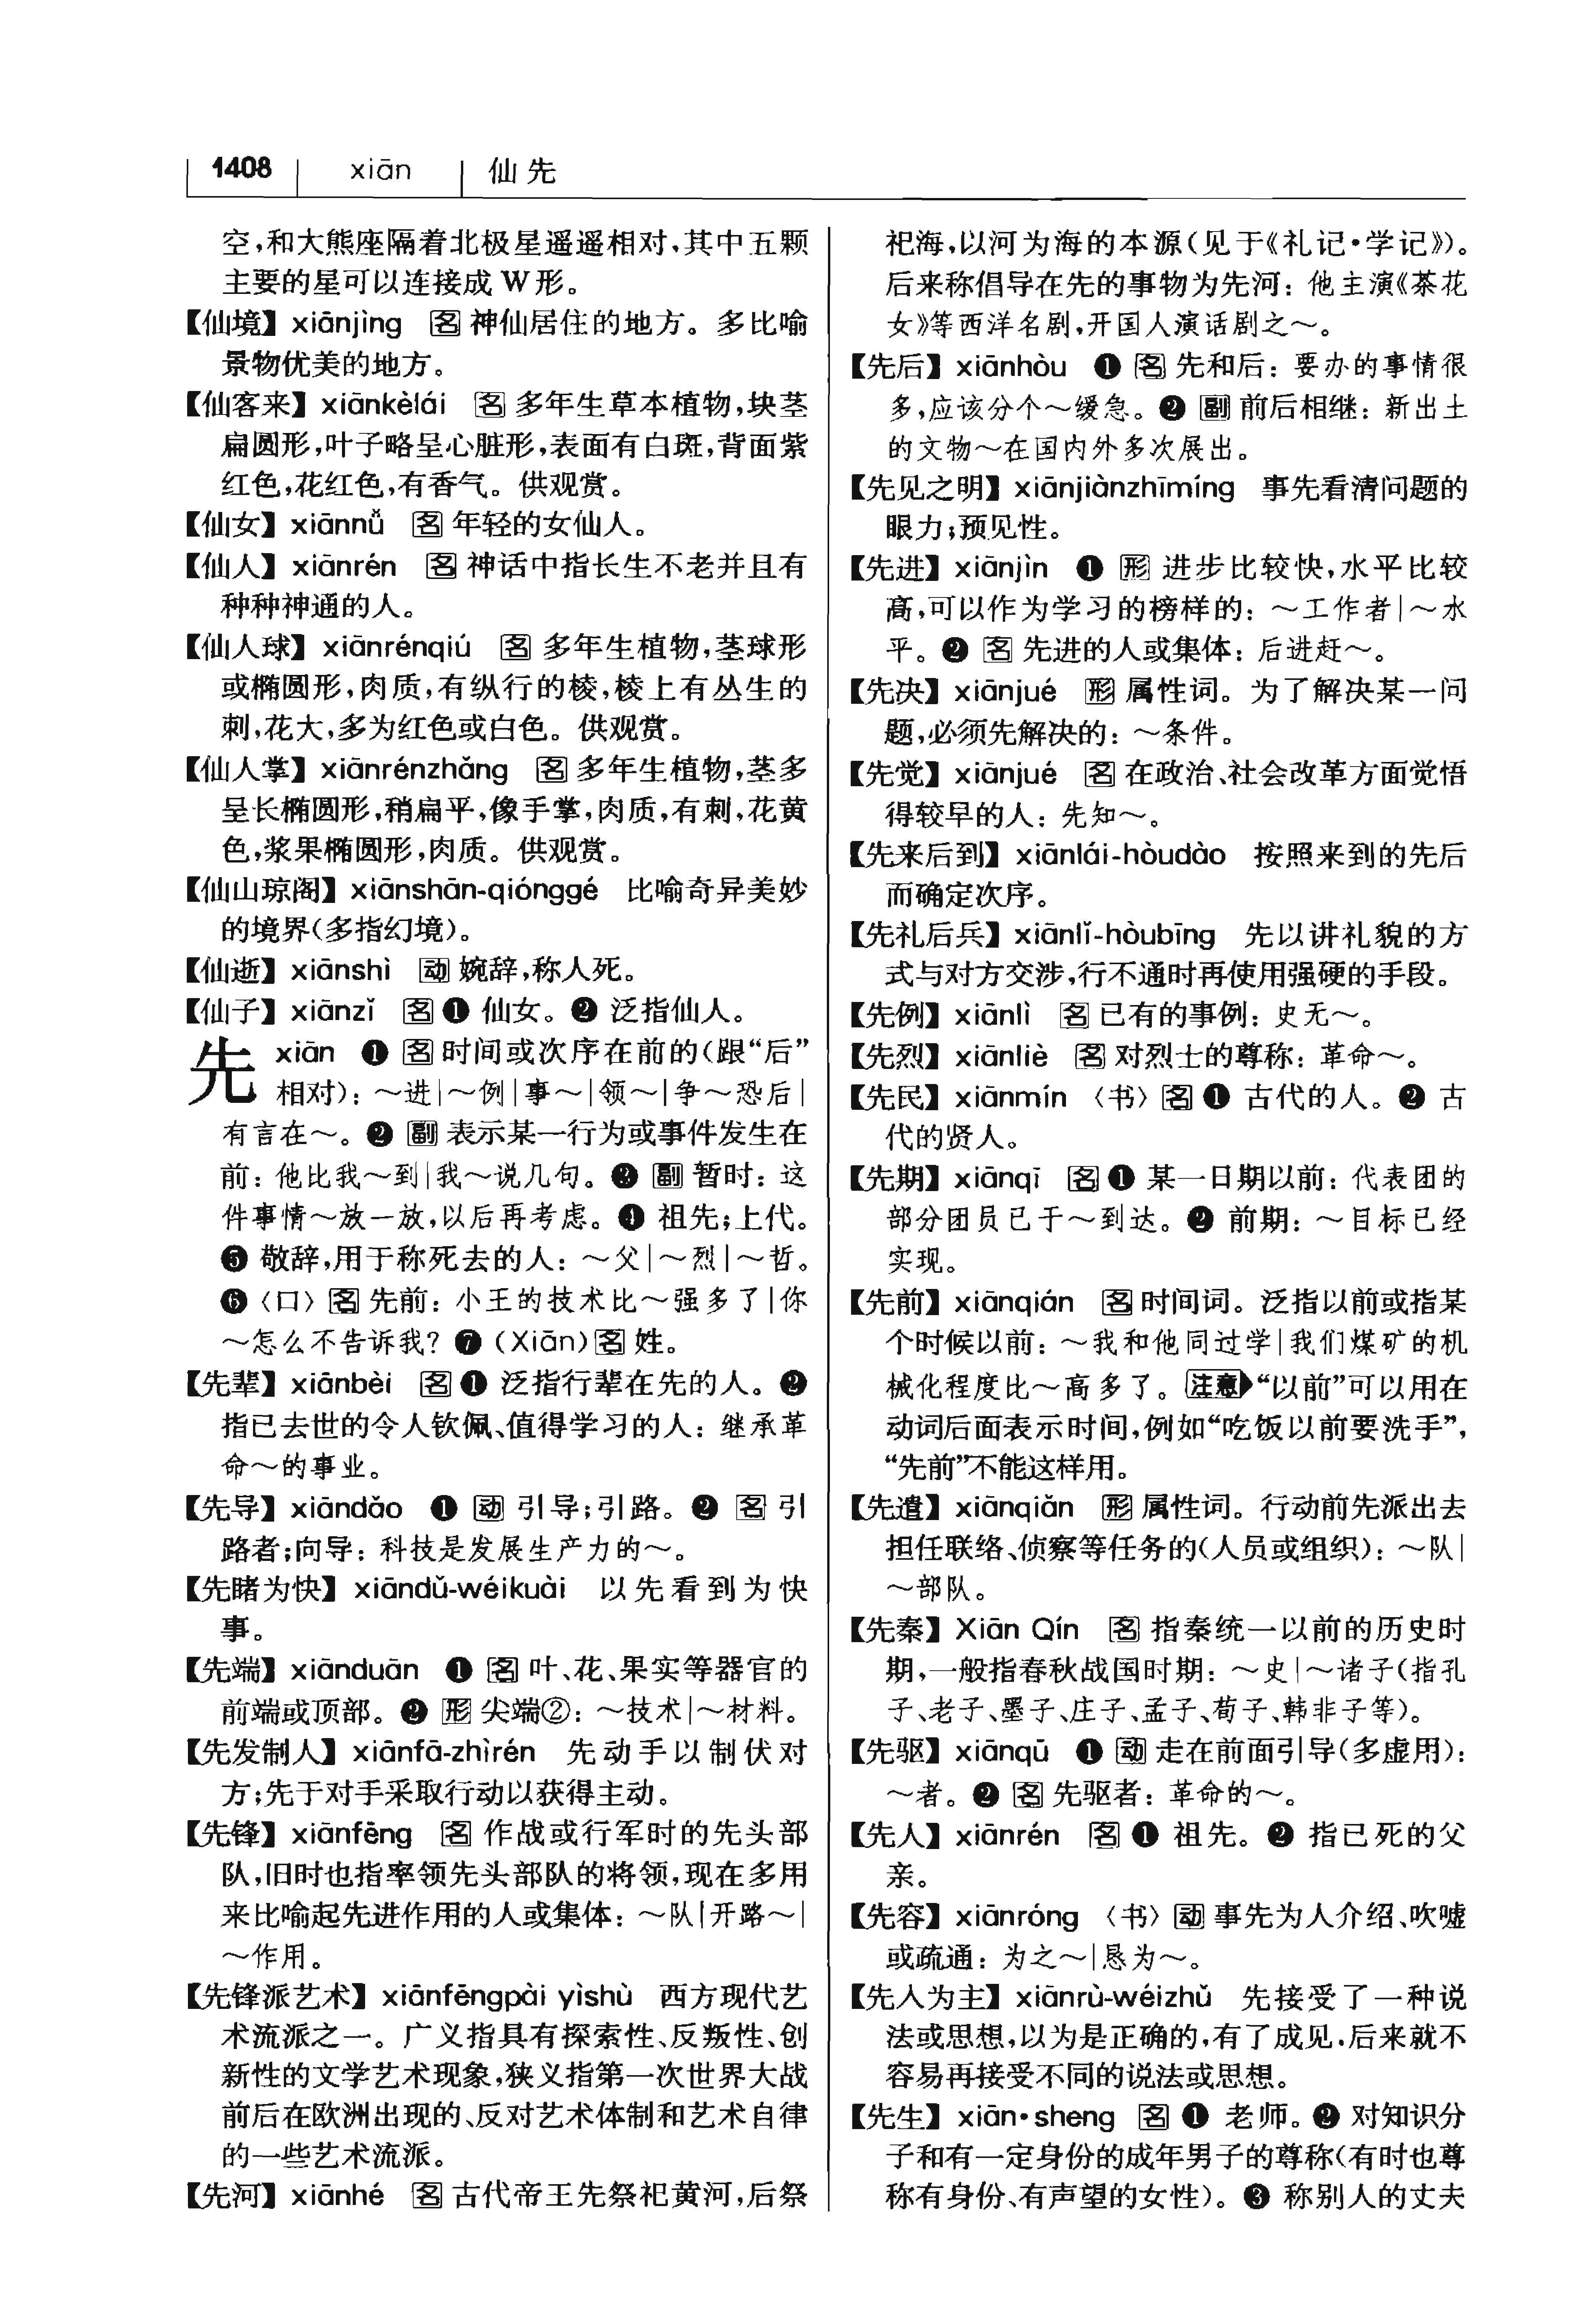 1408 xiān 仙先
空,和大熊座隔着北极星遥遥相对,其中五颗
主要的星可以连接成 W 形。
【仙境】 xiānjìng 名 神仙居住的地方。多比喻
景物优美的地方。
【仙客来】 xiānkèlái 名 多年生草本植物,块茎
扁圆形,叶子略呈心脏形,表面有白斑,背面紫
红色,花红色,有香气。供观赏。
【仙女】 xiānnǚ 名 年轻的女仙人。
【仙人】 xiānrén 名 神话中指长生不老并且有
种种神通的人。
【仙人球】 xiānrénqiú 名 多年生植物,茎球形
或椭圆形,肉质,有纵行的棱,棱上有丛生的
刺,花大,多为红色或白色。供观赏。
【仙人掌】 xiānrénzhǎng 名 多年生植物,茎多
呈长椭圆形,稍扁平,像手掌,肉质,有刺,花黄
色,浆果椭圆形,肉质。供观赏。
【仙山琼阁】 xiānshān-qiónggé 比喻奇异美妙
的境界(多指幻境)。
【仙逝】 xiānshì 动 婉辞,称人死。
【仙子】 xiānzǐ 名 ❶ 仙女。❷ 泛指仙人。
先 xiān ❶ 名 时间或次序在前的(跟“后”
相对):~进|~例|事~|领~|争~恐后|
有言在~。❷ 副 表示某一行为或事件发生在
前:他比我~到|我~说几句。❸ 副 暂时:这
件事情~放一放,以后再考虑。❹ 祖先;上代。
❺ 敬辞,用于称死去的人:~父|~烈|~哲。
❻〈口〉名 先前:小王的技术比~强多了|你
~怎么不告诉我?❼ (Xiān)名 姓。
【先辈】 xiānbèi 名 ❶ 泛指行辈在先的人。❷
指已去世的令人钦佩、值得学习的人:继承革
命~的事业。
【先导】 xiāndǎo ❶ 动 引导;引路。❷ 名 引
路者;向导:科技是发展生产力的~。
【先睹为快】 xiāndǔ-wéikuài 以先看到为快
事。
【先端】 xiānduān ❶ 名 叶、花、果实等器官的
前端或顶部。❷ 形 尖端②:~技术|~材料。
【先发制人】 xiānfā-zhìrén 先动手以制伏对
方;先于对手采取行动以获得主动。
【先锋】 xiānfēng 名 作战或行军时的先头部
队,旧时也指率领先头部队的将领,现在多用
来比喻起先进作用的人或集体:~队|开路~|
~作用。
【先锋派艺术】 xiānfēngpài yìshù 西方现代艺
术流派之一。广义指具有探索性、反叛性、创
新性的文学艺术现象,狭义指第一次世界大战
前后在欧洲出现的、反对艺术体制和艺术自律
的一些艺术流派。
【先河】 xiānhé 名 古代帝王先祭祀黄河,后祭
祀海,以河为海的本源(见于《礼记·学记》)。
后来称倡导在先的事物为先河:他主演《茶花
女》等西洋名剧,开国人演话剧之~。
【先后】 xiānhòu ❶ 名 先和后:要办的事情很
多,应该分个~缓急。❷ 副 前后相继:新出土
的文物~在国内外多次展出。
【先见之明】 xiānjiànzhīmíng 事先看清问题的
眼力;预见性。
【先进】 xiānjìn ❶ 形 进步比较快,水平比较
高,可以作为学习的榜样的:~工作者|~水
平。❷ 名 先进的人或集体:后进赶~。
【先决】 xiānjué 形 属性词。为了解决某一问
题,必须先解决的:~条件。
【先觉】 xiānjué 名 在政治、社会改革方面觉悟
得较早的人:先知~。
【先来后到】 xiānlái-hòudào 按照来到的先后
而确定次序。
【先礼后兵】 xiānlǐ-hòubīng 先以讲礼貌的方
式与对方交涉,行不通时再使用强硬的手段。
【先例】 xiānlì 名 已有的事例:史无~。
【先烈】 xiānliè 名 对烈士的尊称:革命~。
【先民】 xiānmín 〈书〉名 ❶ 古代的人。❷ 古
代的贤人。
【先期】 xiānqī 名 ❶ 某一日期以前:代表团的
部分团员已于~到达。❷ 前期:~目标已经
实现。
【先前】 xiānqián 名 时间词。泛指以前或指某
个时候以前:~我和他同过学|我们煤矿的机
械化程度比~高多了。注意“以前”可以用在
动词后面表示时间,例如“吃饭以前要洗手”,
“先前”不能这样用。
【先遣】 xiānqiǎn 形 属性词。行动前先派出去
担任联络、侦察等任务的(人员或组织):~队|
~部队。
【先秦】 Xiān Qín 名 指秦统一以前的历史时
期,一般指春秋战国时期:~史|~诸子(指孔
子、老子、墨子、庄子、孟子、荀子、韩非子等)。
【先驱】 xiānqū ❶ 动 走在前面引导(多虚用):
~者。❷ 名 先驱者:革命的~。
【先人】 xiānrén 名 ❶ 祖先。❷ 指已死的父
亲。
【先容】 xiānróng 〈书〉动 事先为人介绍、吹嘘
或疏通:为之~|恳为~。
【先入为主】 xiānrù-wéizhǔ 先接受了一种说
法或思想,以为是正确的,有了成见,后来就不
容易再接受不同的说法或思想。
【先生】 xiān·sheng 名 ❶ 老师。❷ 对知识分
子和有一定身份的成年男子的尊称(有时也尊
称有身份、有声望的女性)。❸ 称别人的丈夫